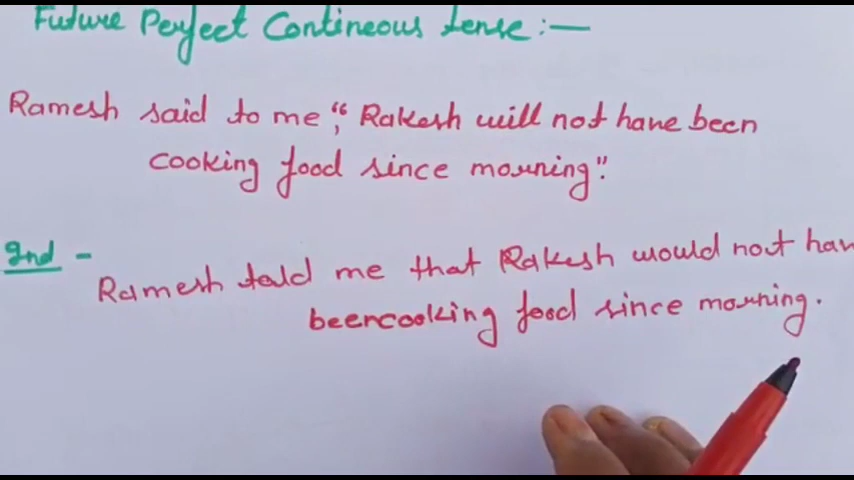 Future Perfect Contineous tense:—
Ramesh said to me, "Rakesh will not have been
cooking food since morning".
2nd -
Ramesh told me that Rakesh would not hav
beencooking food since morning.